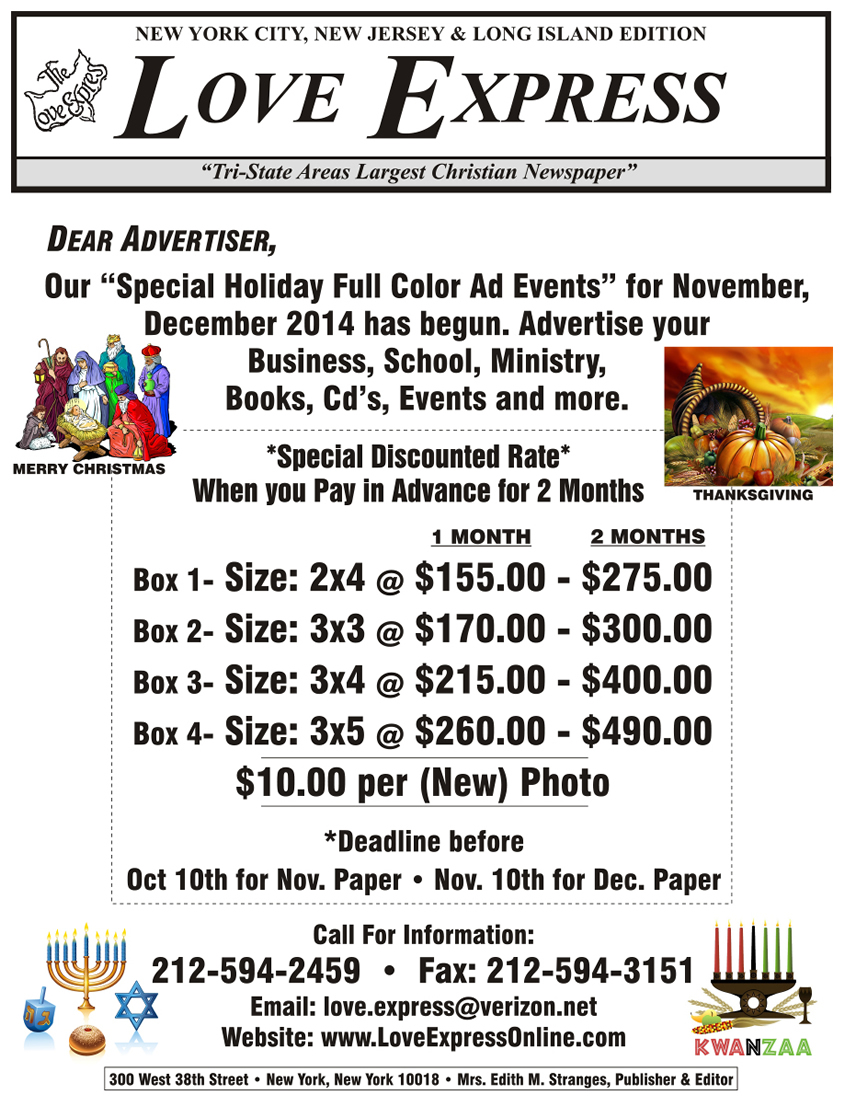 NEW YORK CITY, NEW JERSEY & LONG ISLAND EDITION
The
Love Express
LOVE EXPRESS
“Tri-State Areas Largest Christian Newspaper”
DEAR ADVERTISER,
Our “Special Holiday Full Color Ad Events” for November,
December 2014 has begun. Advertise your
Business, School, Ministry,
Books, Cd’s, Events and more.
MERRY CHRISTMAS
THANKSGIVING
*Special Discounted Rate*
When you Pay in Advance for 2 Months
1 MONTH 2 MONTHS
Box 1- Size: 2x4 @ $155.00 - $275.00
Box 2- Size: 3x3 @ $170.00 - $300.00
Box 3- Size: 3x4 @ $215.00 - $400.00
Box 4- Size: 3x5 @ $260.00 - $490.00
$10.00 per (New) Photo
*Deadline before
Oct 10th for Nov. Paper • Nov. 10th for Dec. Paper
Call For Information:
212-594-2459 • Fax: 212-594-3151
Email: love.express@verizon.net
Website: www.LoveExpressOnline.com
KWANZAA
300 West 38th Street • New York, New York 10018 • Mrs. Edith M. Stranges, Publisher & Editor